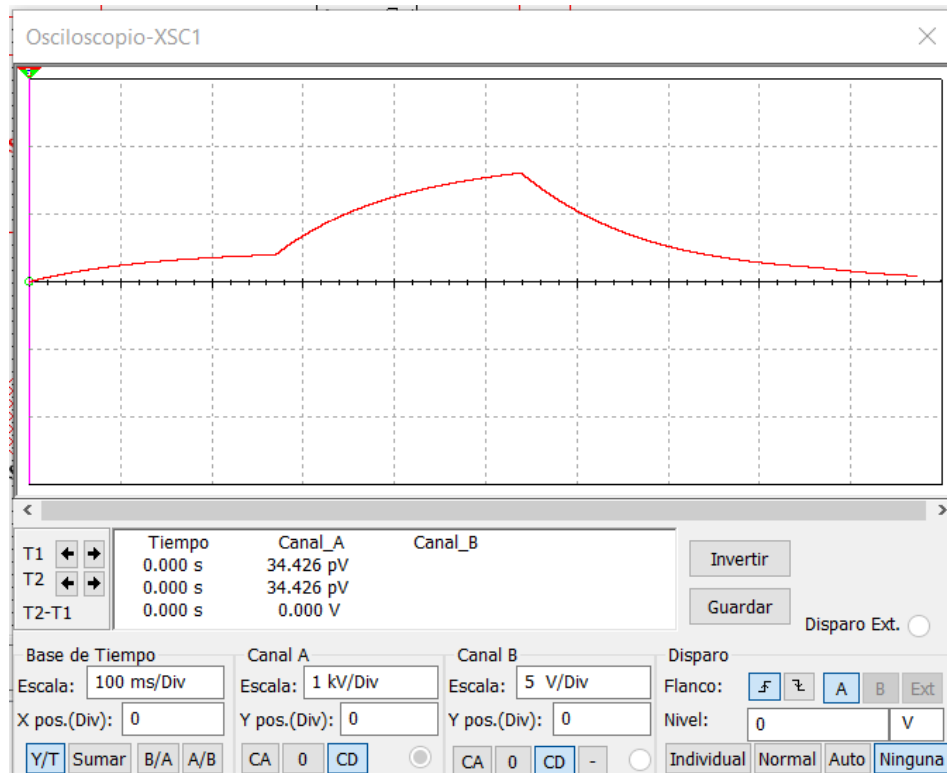 Osciloscopio-XSC1
Tiempo Canal_A Canal_B
T1 0.000 s 34.426 pV
T2 0.000 s 34.426 pV
T2-T1 0.000 s 0.000 V
Invertir
Guardar
Disparo Ext.
Base de Tiempo Canal A Canal B Disparo
Escala: 100 ms/Div Escala: 1 kV/Div Escala: 5 V/Div Flanco: A B Ext
X pos.(Div): 0 Y pos.(Div): 0 Y pos.(Div): 0 Nivel: 0 V
Y/T Sumar B/A A/B CA 0 CD CA 0 CD - Individual Normal Auto Ninguna